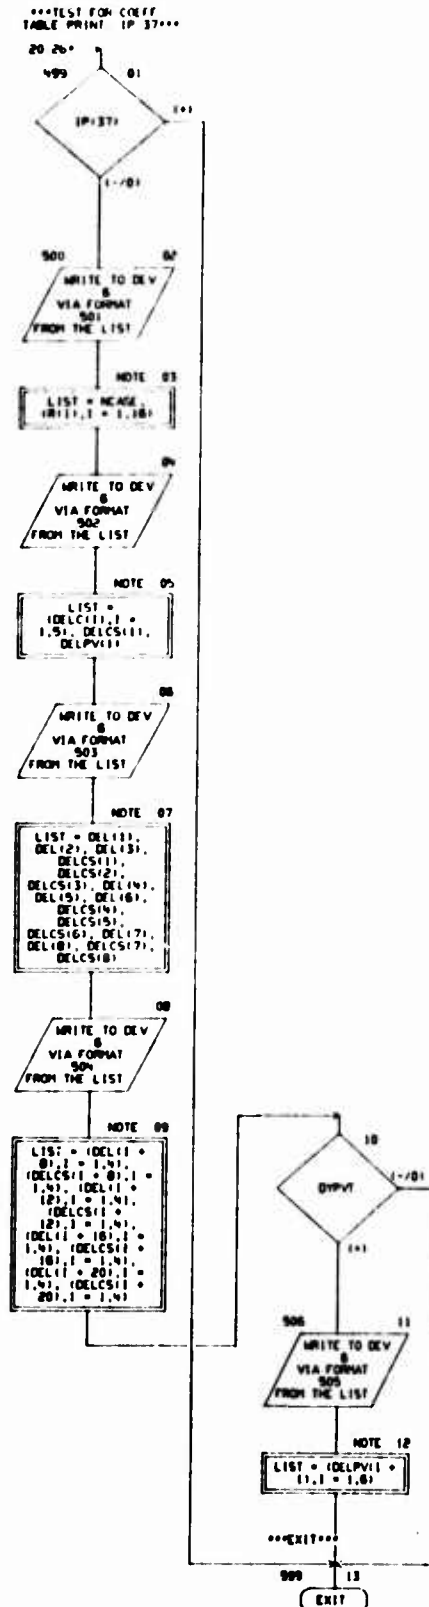 ***TEST FOR COEFF
TABLE PRINT IP 37***
20 26*
499 01
IP(37)
(+)
(-/0)
500 02
WRITE TO DEV
6
VIA FORMAT
501
FROM THE LIST
NOTE 03
LIST = NCASE,
(R(I),I = 1,16)
04
WRITE TO DEV
6
VIA FORMAT
502
FROM THE LIST
NOTE 05
LIST =
(DELC(I),I =
1,5), DELCS(1),
DELPV(1)
06
WRITE TO DEV
6
VIA FORMAT
503
FROM THE LIST
NOTE 07
LIST = DEL(1),
DEL(2), DEL(3),
DELCS(1),
DELCS(2),
DELCS(3), DEL(4),
DEL(5), DEL(6),
DELCS(4),
DELCS(5),
DELCS(6), DEL(7),
DEL(8), DELCS(7),
DELCS(8)
08
WRITE TO DEV
6
VIA FORMAT
504
FROM THE LIST
NOTE 09
LIST = (DEL(I +
8),I = 1,4),
(DELCS(I + 8),I =
1,4), (DEL(I +
12),I = 1,4),
(DELCS(I +
12),I = 1,4),
(DEL(I + 16),I =
1,4), (DELCS(I +
16),I = 1,4),
(DEL(I + 20),I =
1,4), (DELCS(I +
20),I = 1,4)
10
DYPVT
(-/0)
(+)
506 11
WRITE TO DEV
6
VIA FORMAT
505
FROM THE LIST
NOTE 12
LIST = (DELPV(I +
1),I = 1,6)
***EXIT***
999 13
EXIT